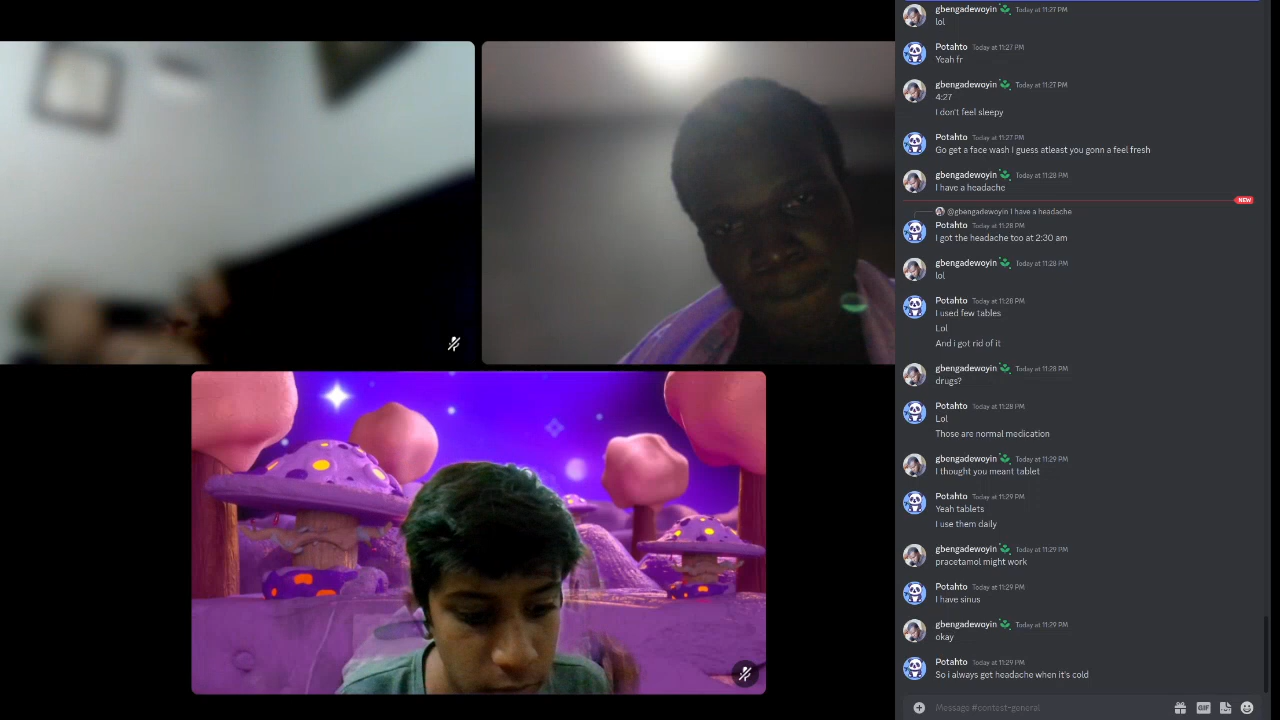 gbengadewoyin Today at 11:27 PM
lol
Potahto Today at 11:27 PM
Yeah fr
gbengadewoyin Today at 11:27 PM
4:27
I don't feel sleepy
Potahto Today at 11:27 PM
Go get a face wash I guess atleast you gonn a feel fresh
gbengadewoyin Today at 11:28 PM
I have a headache
NEW
@gbengadewoyin I have a headache
Potahto Today at 11:28 PM
I got the headache too at 2:30 am
gbengadewoyin Today at 11:28 PM
lol
Potahto Today at 11:28 PM
I used few tables
Lol
And i got rid of it
gbengadewoyin Today at 11:28 PM
drugs?
Potahto Today at 11:28 PM
Lol
Those are normal medication
gbengadewoyin Today at 11:29 PM
I thought you meant tablet
Potahto Today at 11:29 PM
Yeah tablets
I use them daily
gbengadewoyin Today at 11:29 PM
pracetamol might work
Potahto Today at 11:29 PM
I have sinus
gbengadewoyin Today at 11:29 PM
okay
Potahto Today at 11:29 PM
So i always get headache when it's cold
Message #contest-general
GIF